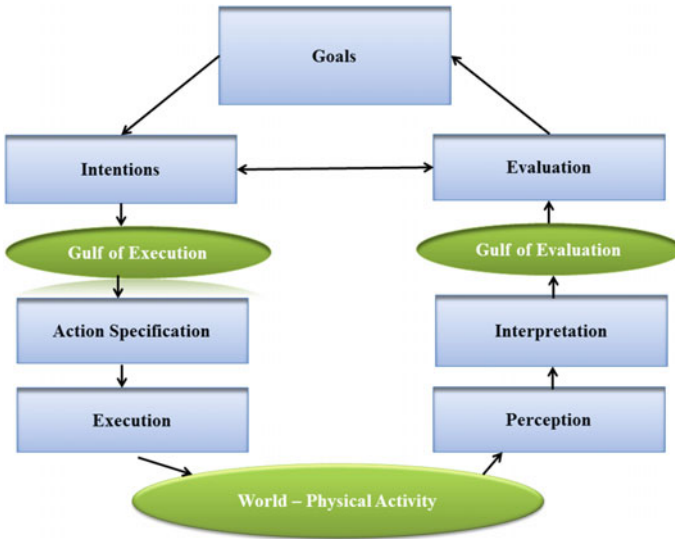 Goals
Intentions
Evaluation
Gulf of Execution
Gulf of Evaluation
Action Specification
Interpretation
Execution
Perception
World – Physical Activity